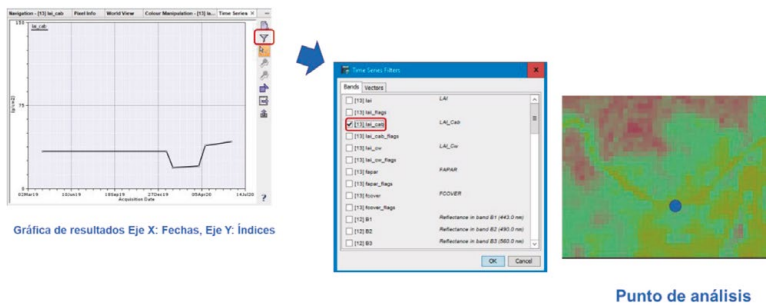 Navigation - [13] lai_cab Pixel Info World View Colour Manipulation - [13] la... Time Series ×
150
lai_cab
75
0
Acquisition Date
Gráfica de resultados Eje X: Fechas, Eje Y: Índices
Time Series Filters
Bands Vectors
[13] lai LAI
[13] lai_flags
[13] lai_cab LAI_Cab
[13] lai_cab_flags
[13] lai_cw LAI_Cw
[13] lai_cw_flags
[13] fapar FAPAR
[13] fapar_flags
[13] fcover FCOVER
[13] fcover_flags
[12] B1 Reflectance in band B1 (443.0 nm)
[12] B2 Reflectance in band B2 (490.0 nm)
[12] B3 Reflectance in band B3 (560.0 nm)
OK Cancel
Punto de análisis